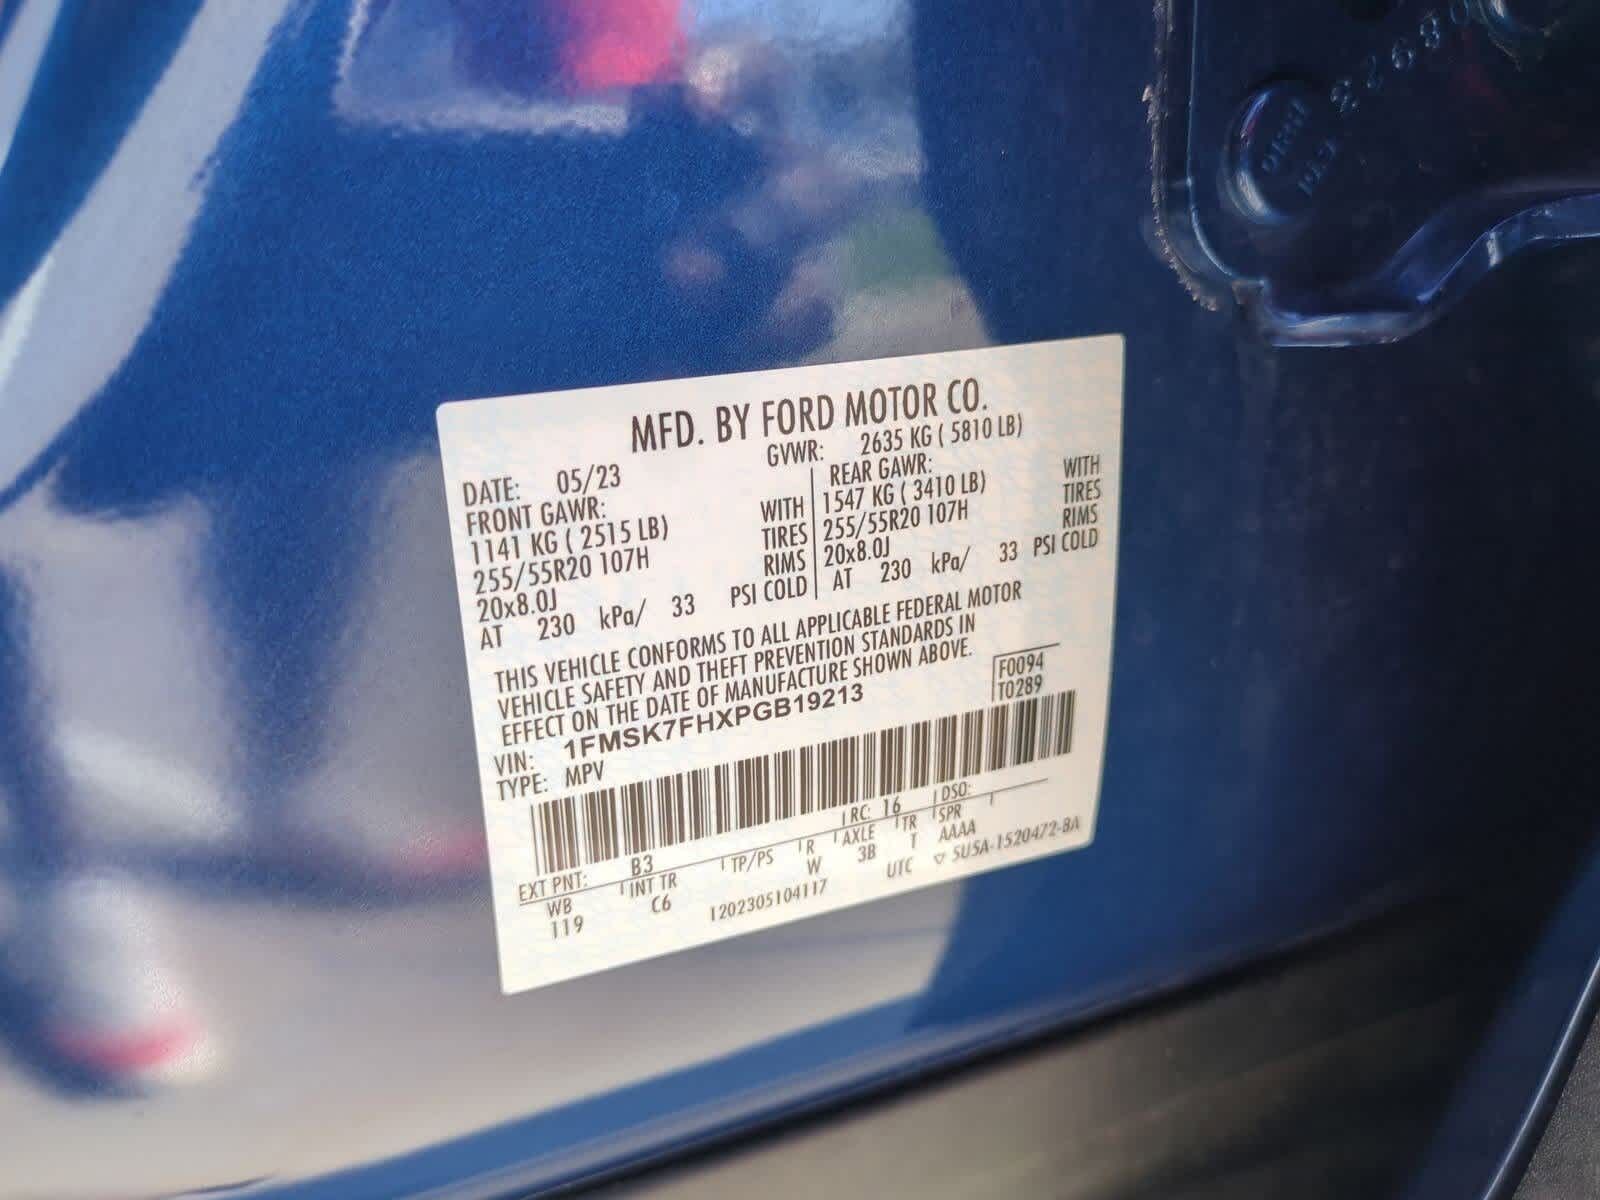 MFD. BY FORD MOTOR CO.
DATE: 05/23 GVWR: 2635 KG ( 5810 LB)
FRONT GAWR: REAR GAWR:
1141 KG ( 2515 LB) WITH 1547 KG ( 3410 LB) WITH
255/55R20 107H TIRES 255/55R20 107H TIRES
20x8.0J RIMS 20x8.0J RIMS
AT 230 kPa/ 33 PSI COLD AT 230 kPa/ 33 PSI COLD
THIS VEHICLE CONFORMS TO ALL APPLICABLE FEDERAL MOTOR
VEHICLE SAFETY AND THEFT PREVENTION STANDARDS IN
EFFECT ON THE DATE OF MANUFACTURE SHOWN ABOVE.
F0094
T0289
VIN: 1FMSK7FHXPGB19213
TYPE: MPV
EXT PNT: B3 RC: 16 DSO:
WB INT TR TP/PS R AXLE TR SPR
119 C6 W 3B T AAAA
1202305104117 UTC ▽ 5U5A-1520472-BA